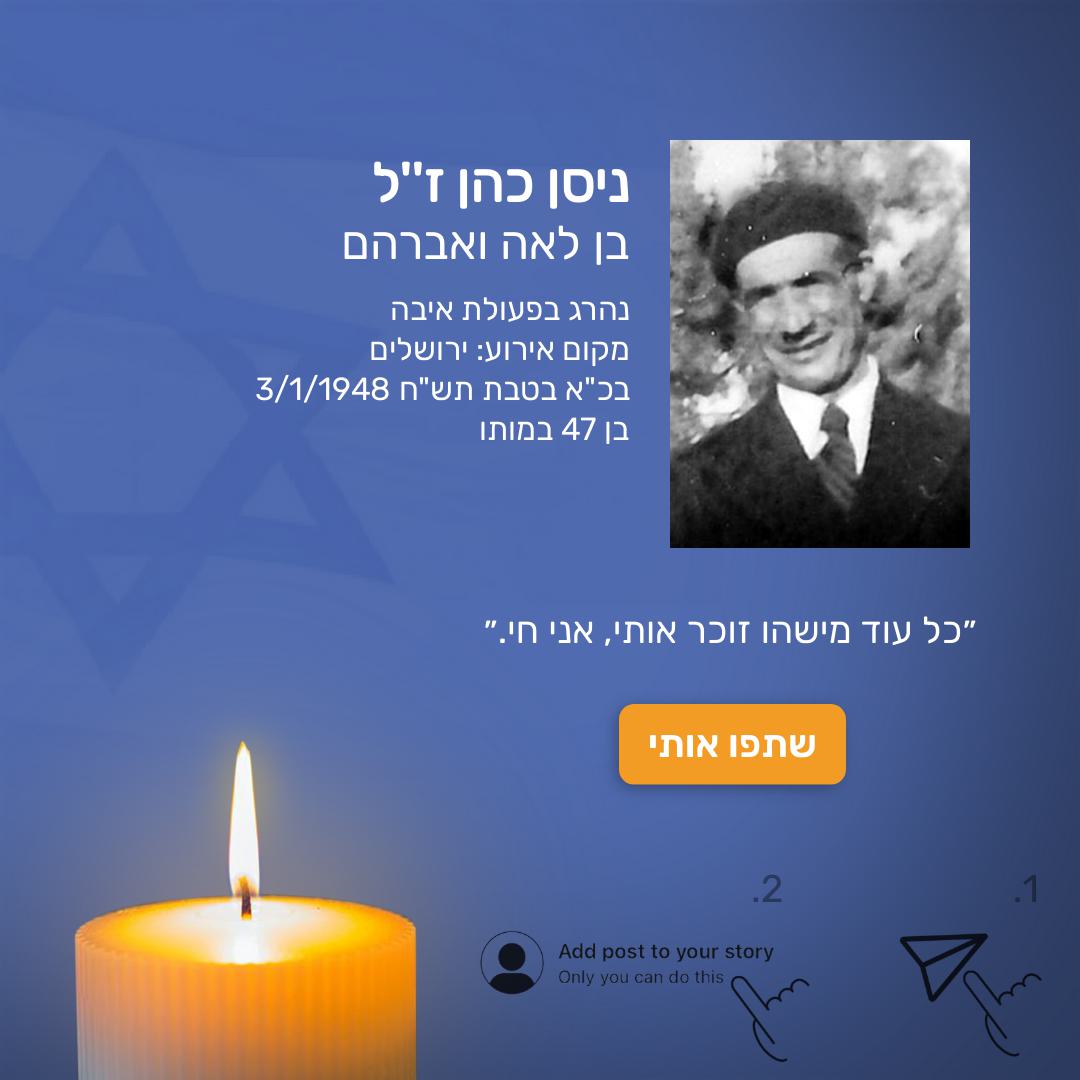 ניסן כהן ז"ל
בן לאה ואברהם
נהרג בפעולת איבה
מקום אירוע: ירושלים
בכ"א בטבת תש"ח 3/1/1948
בן 47 במותו
״כל עוד מישהו זוכר אותי, אני חי.״
שתפו אותי
.1
.2
Add post to your story
Only you can do this